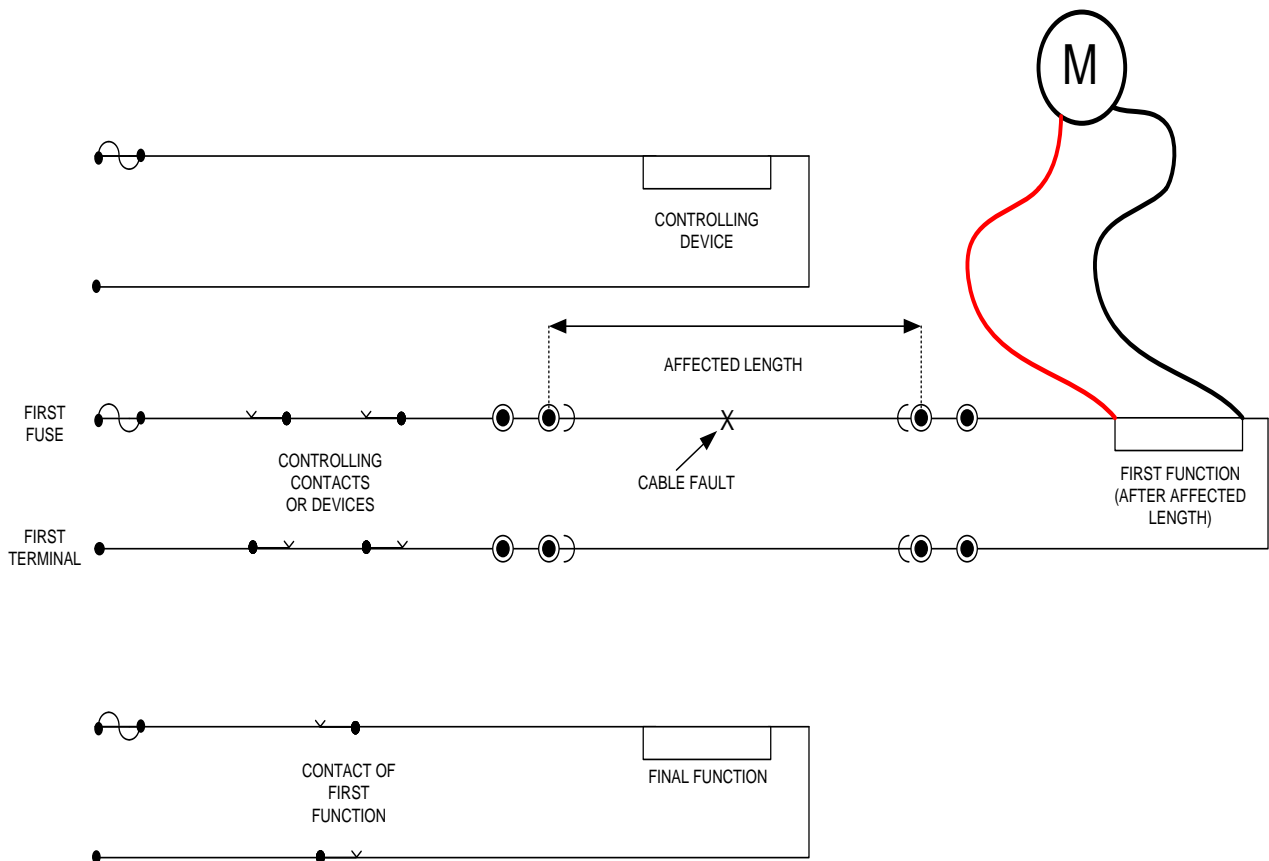 M
CONTROLLING
DEVICE
AFFECTED LENGTH
FIRST
FUSE
X
CONTROLLING
CONTACTS
OR DEVICES
CABLE FAULT
FIRST FUNCTION
(AFTER AFFECTED
LENGTH)
FIRST
TERMINAL
CONTACT OF
FIRST
FUNCTION
FINAL FUNCTION